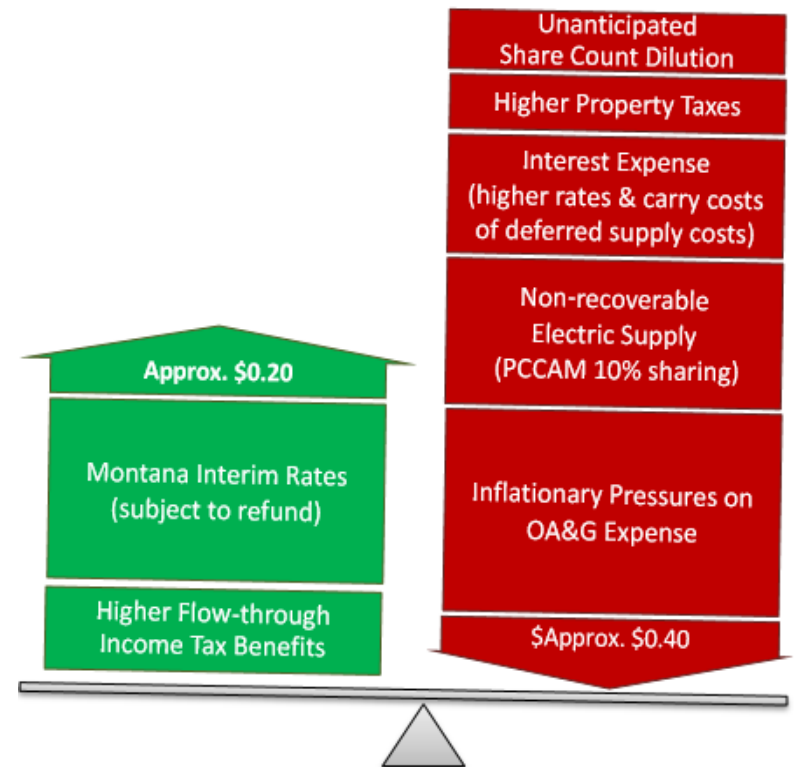 Approx. $0.20
Montana Interim Rates
(subject to refund)
Higher Flow-through
Income Tax Benefits
Unanticipated
Share Count Dilution
Higher Property Taxes
Interest Expense
(higher rates & carry costs
of deferred supply costs)
Non-recoverable
Electric Supply
(PCCAM 10% sharing)
Inflationary Pressures on
OA&G Expense
$Approx. $0.40